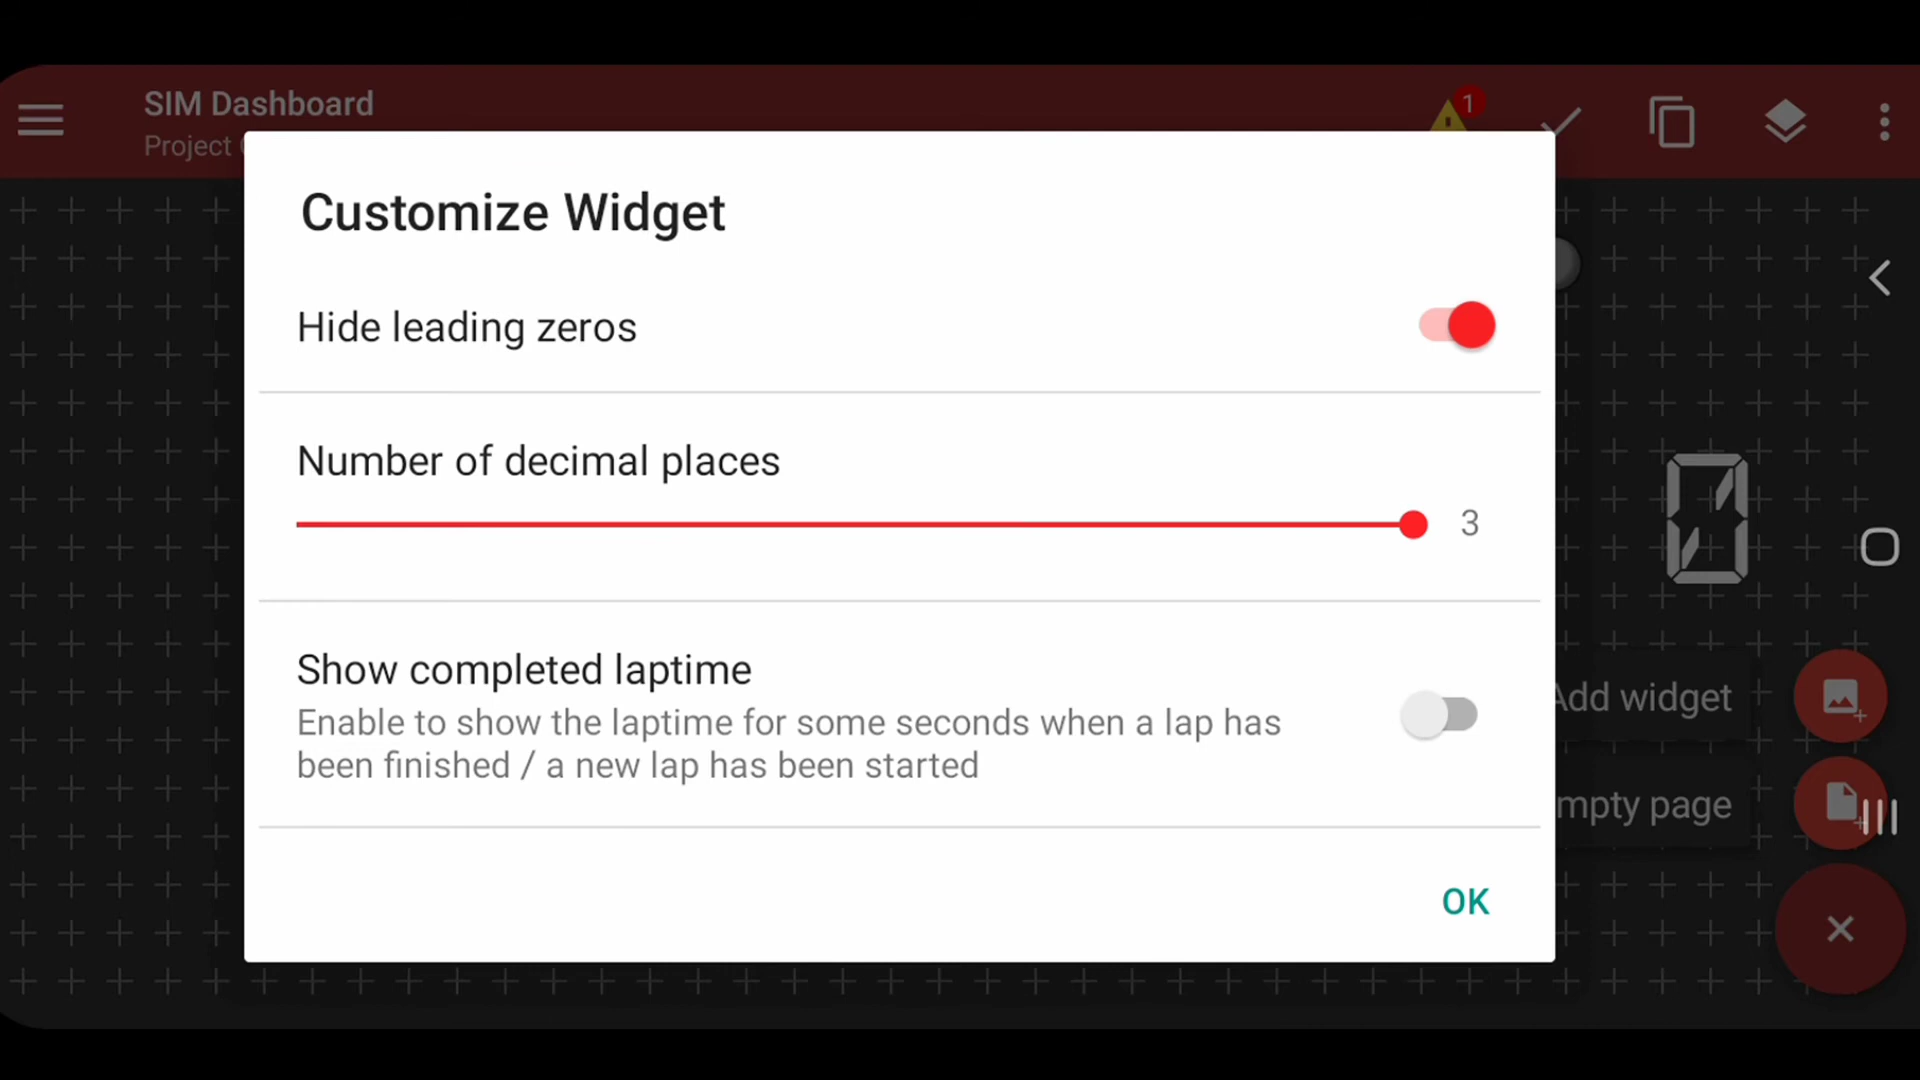 SIM Dashboard
1
Project
Customize Widget
Hide leading zeros
Number of decimal places
3
Show completed laptime
Enable to show the laptime for some seconds when a lap has
been finished / a new lap has been started
0
Add widget
mpty page
OK